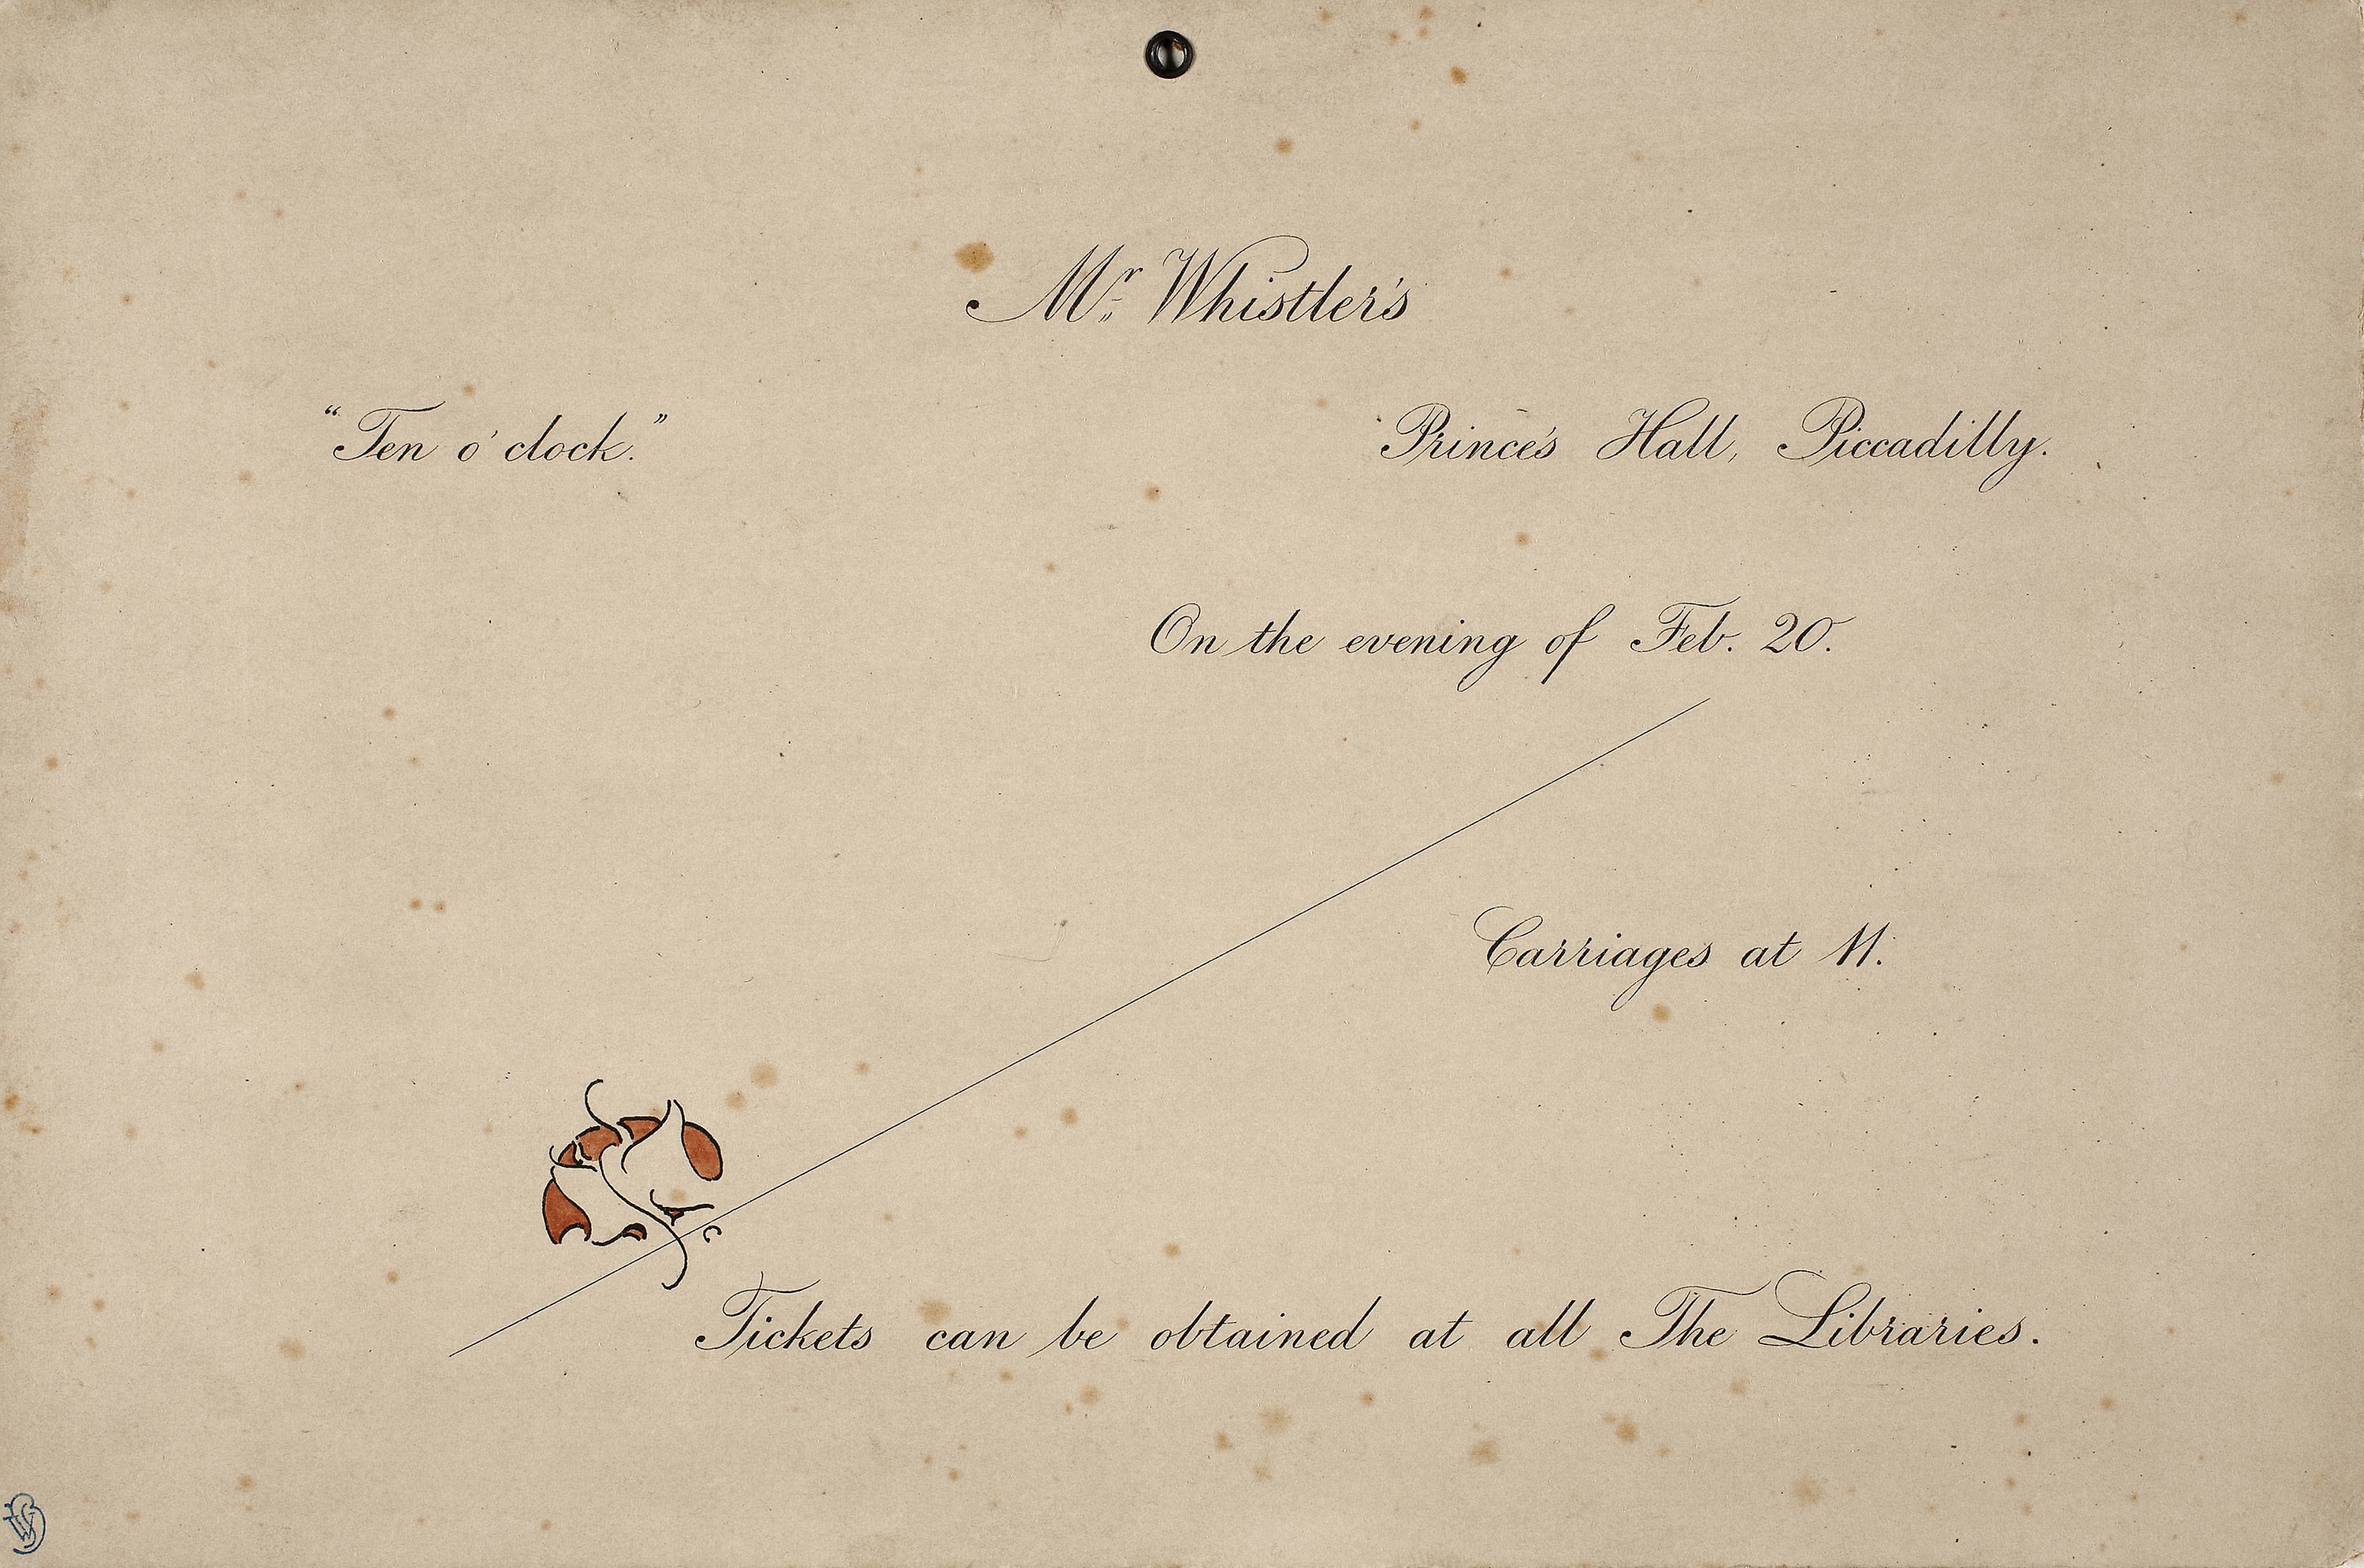 Mr. Whistler's
"Ten o'clock." Prince's Hall, Piccadilly.
On the evening of Feb. 20.
Carriages at 11.
Tickets can be obtained at all The Libraries.